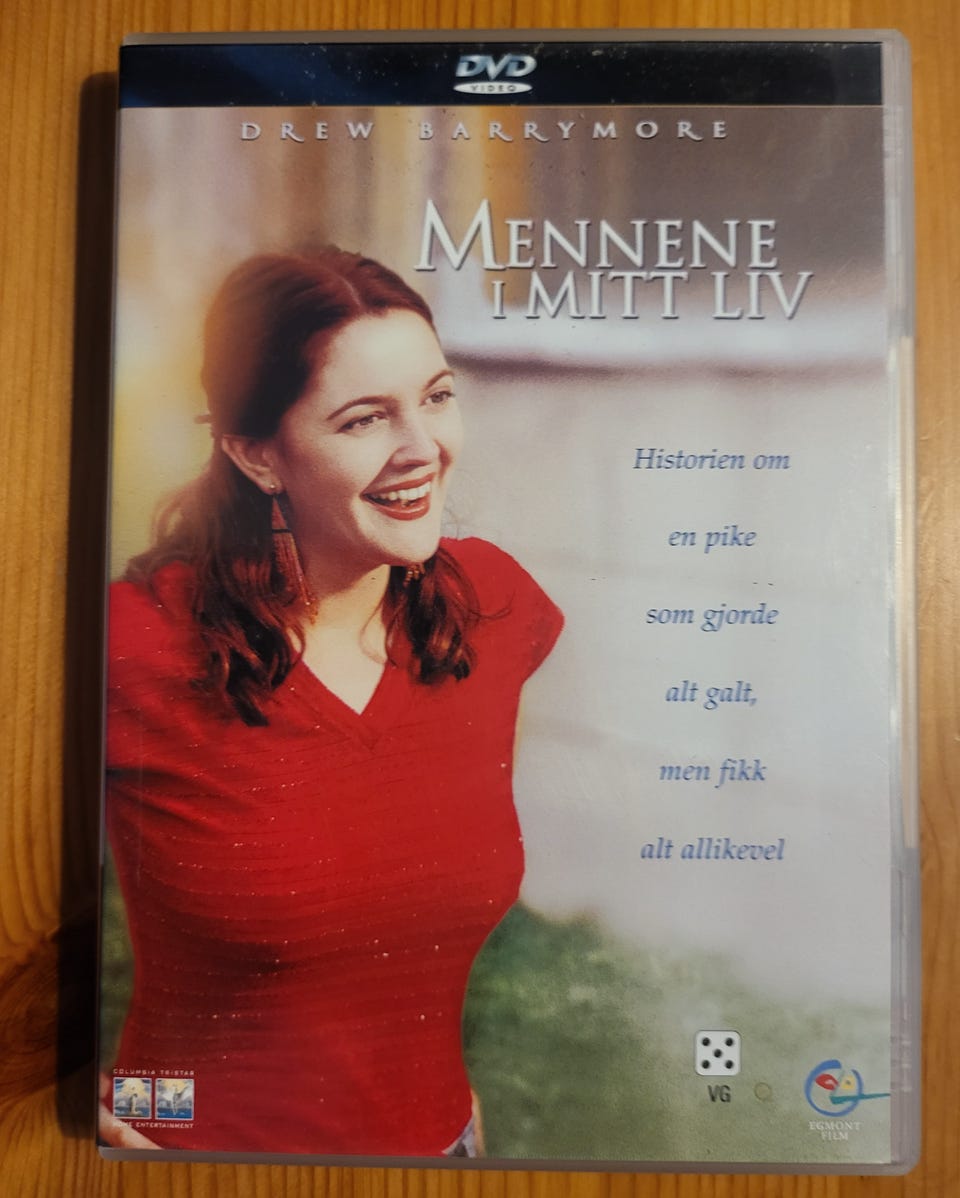 DVD
VIDEO
DREW BARRYMORE
MENNENE
I MITT LIV
Historien om
en pike
som gjorde
alt galt,
men fikk
alt allikevel
COLUMBIA TRISTAR
HOME ENTERTAINMENT
VG
EGMONT
FILM